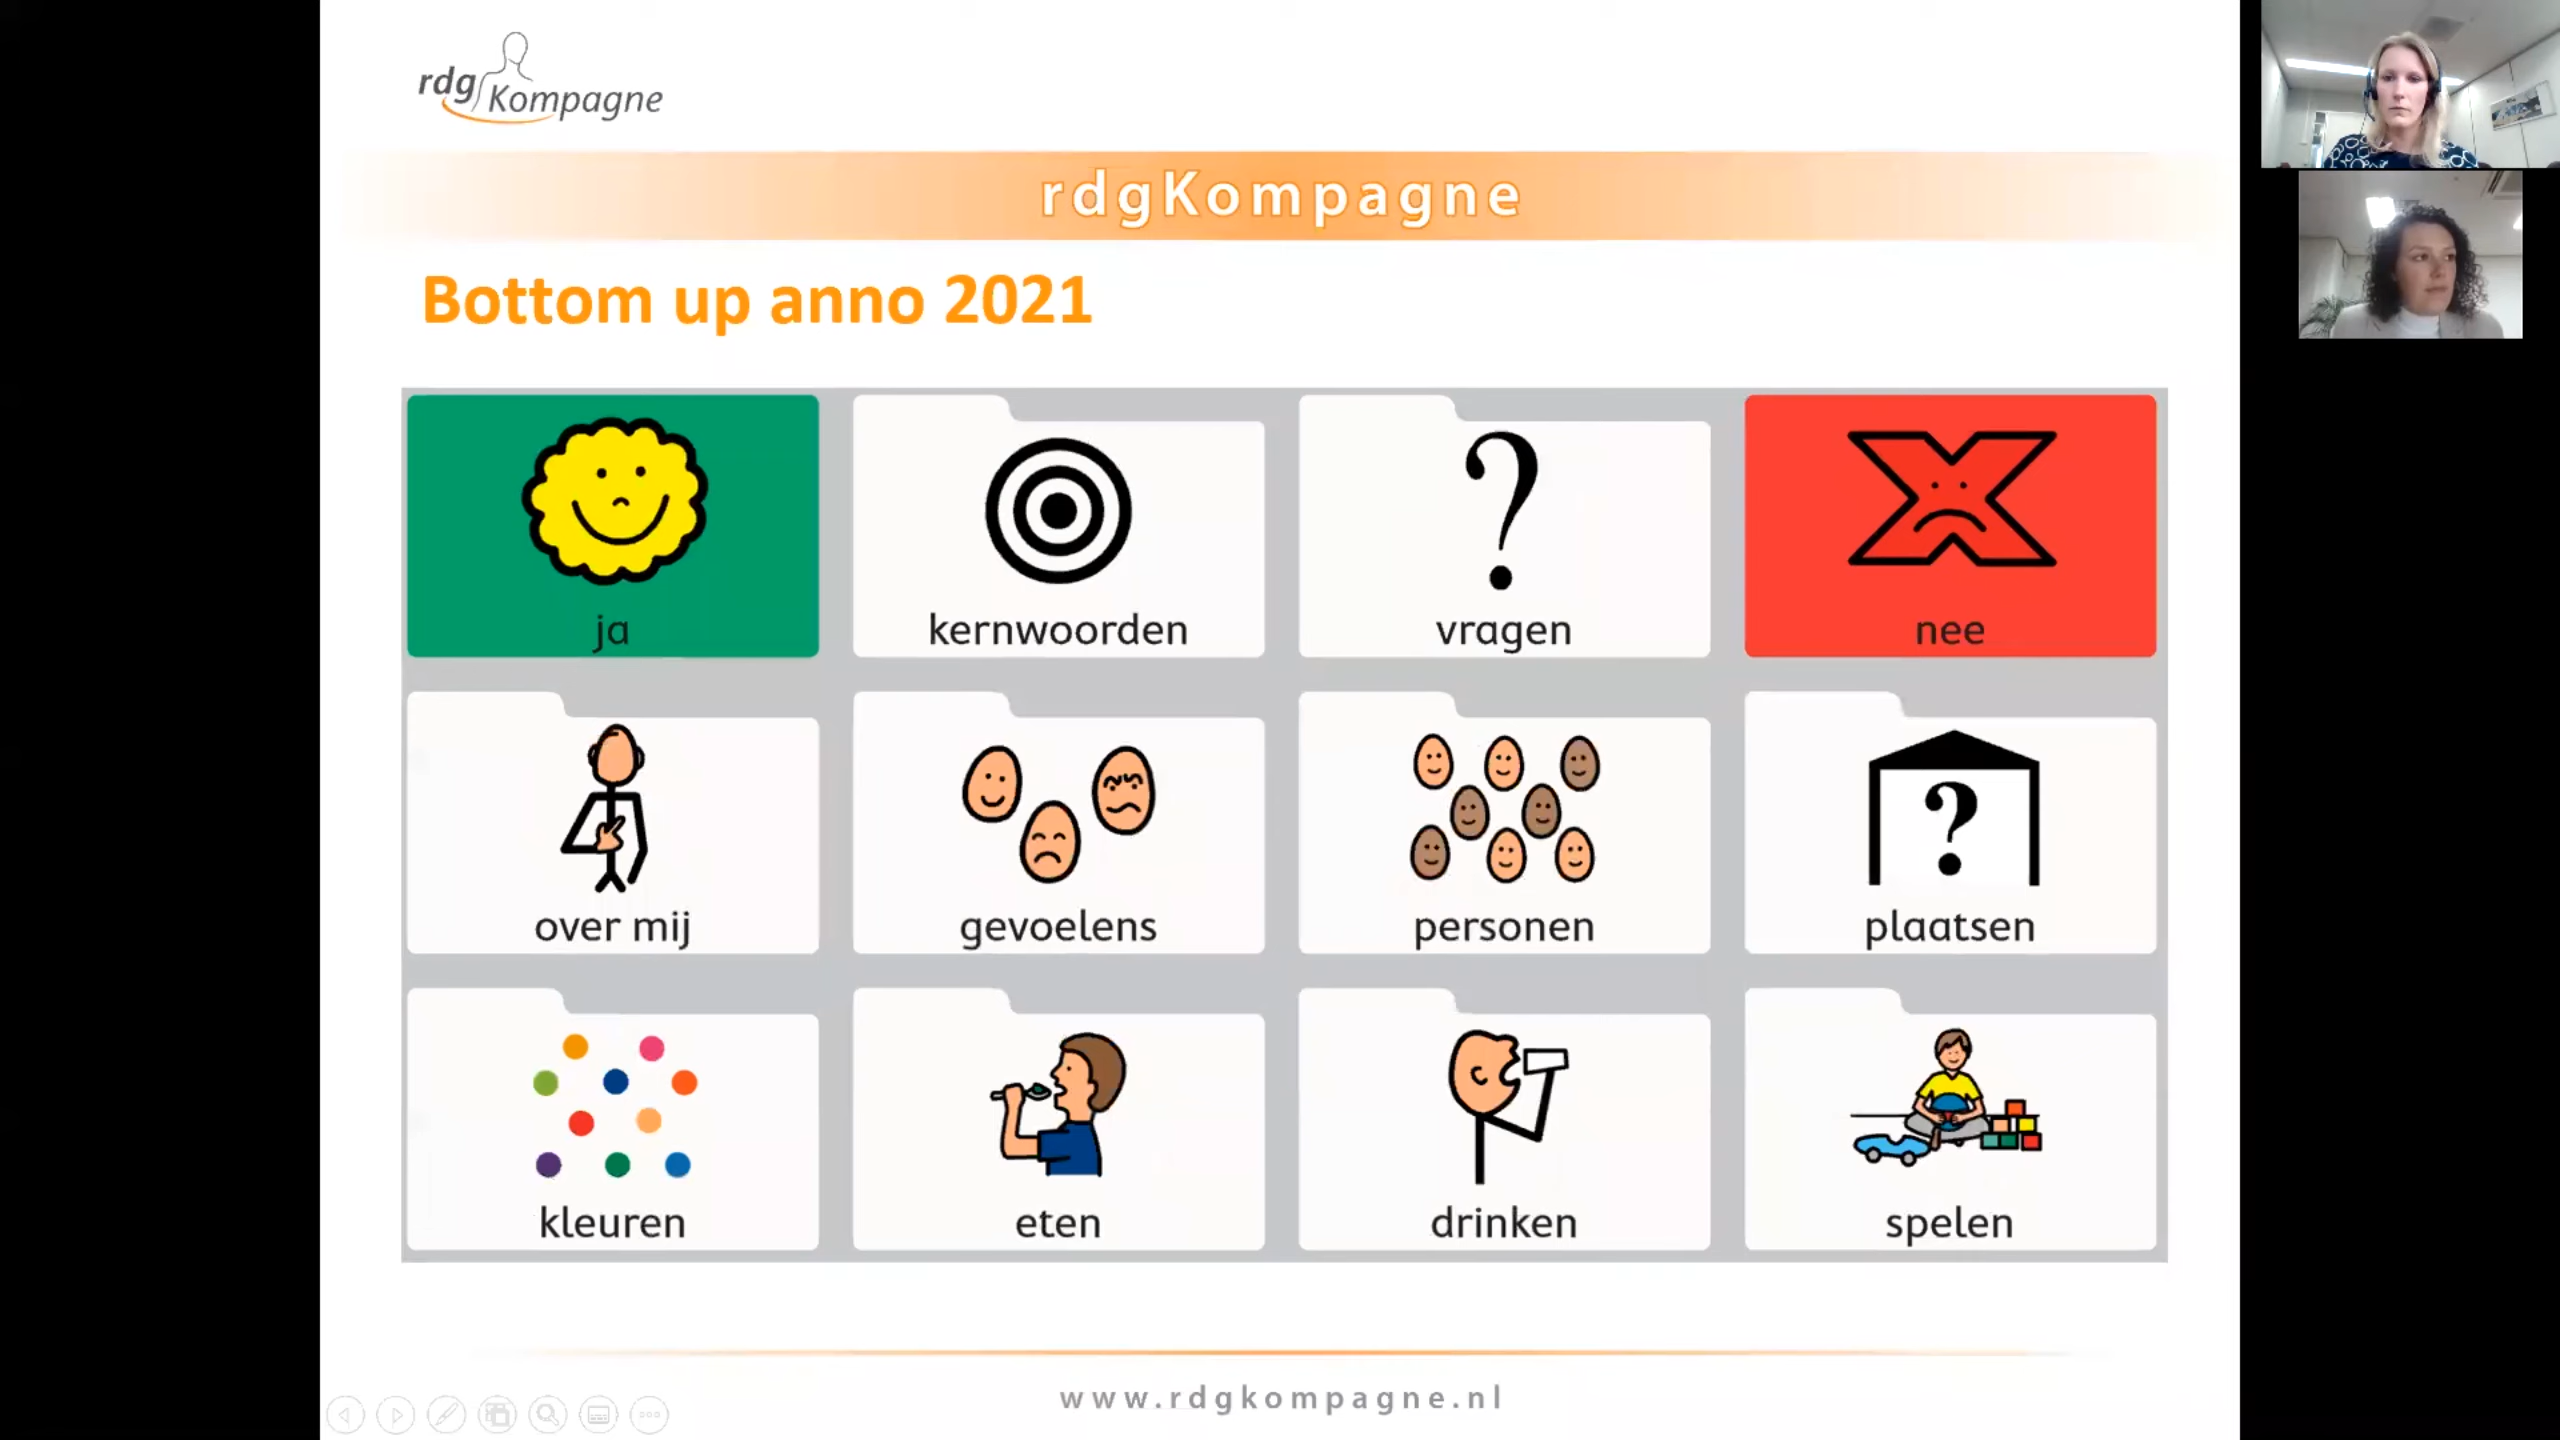 rdg
Kompagne
rdgKompagne
Bottom up anno 2021
ja
kernwoorden
vragen
nee
over mij
gevoelens
personen
plaatsen
kleuren
eten
drinken
spelen
www.rdgkompagne.nl